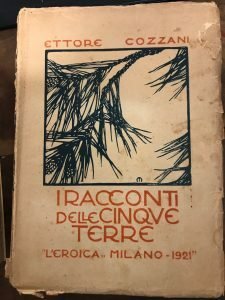 ETTORE COZZANI
I RACCONTI
DELLE CINQVE
TERRE
"L'EROICA" MILANO - 1921"